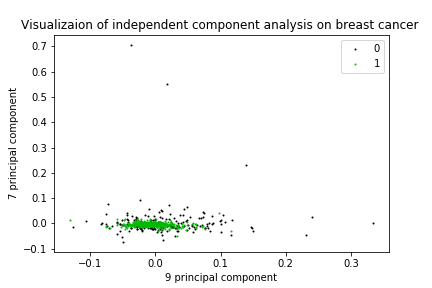 Visualizaion of independent component analysis on breast cancer
0
1
0.7
0.6
0.5
0.4
0.3
0.2
0.1
0.0
−0.1
7 principal component
−0.1 0.0 0.1 0.2 0.3
9 principal component